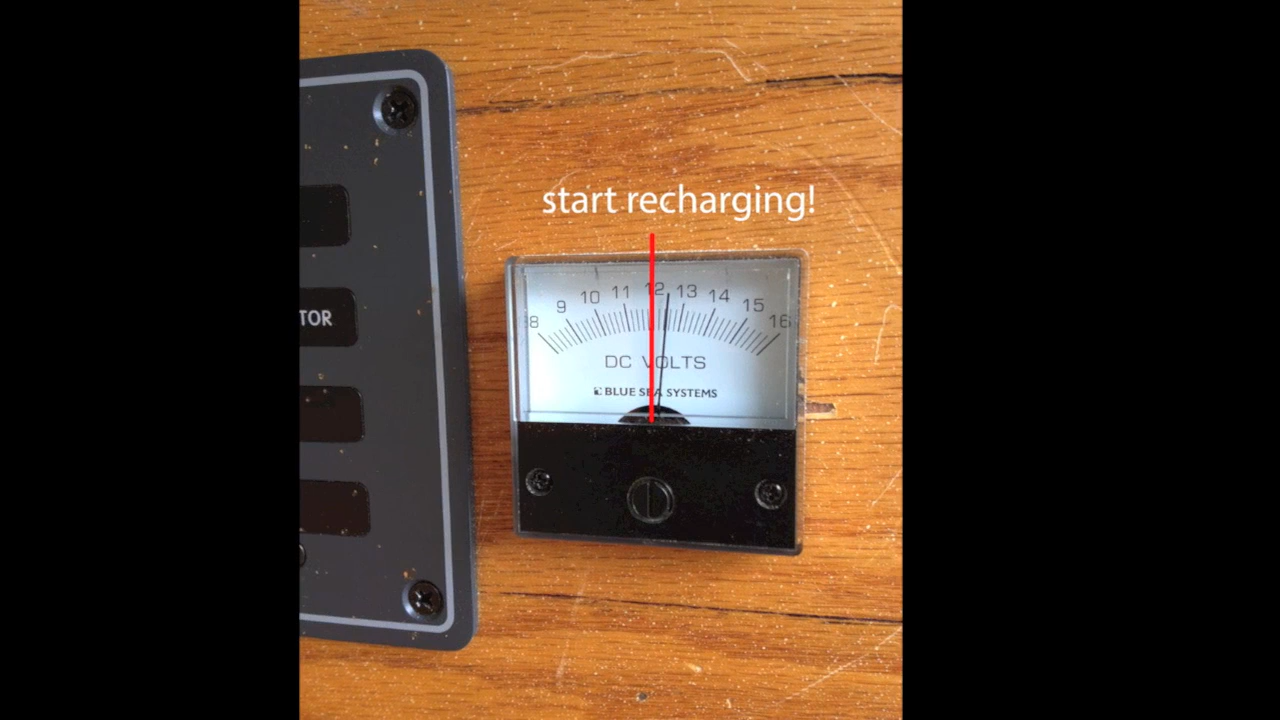 start recharging!
8 9 10 11 12 13 14 15 16
DC VOLTS
BLUE SEA SYSTEMS
TOR